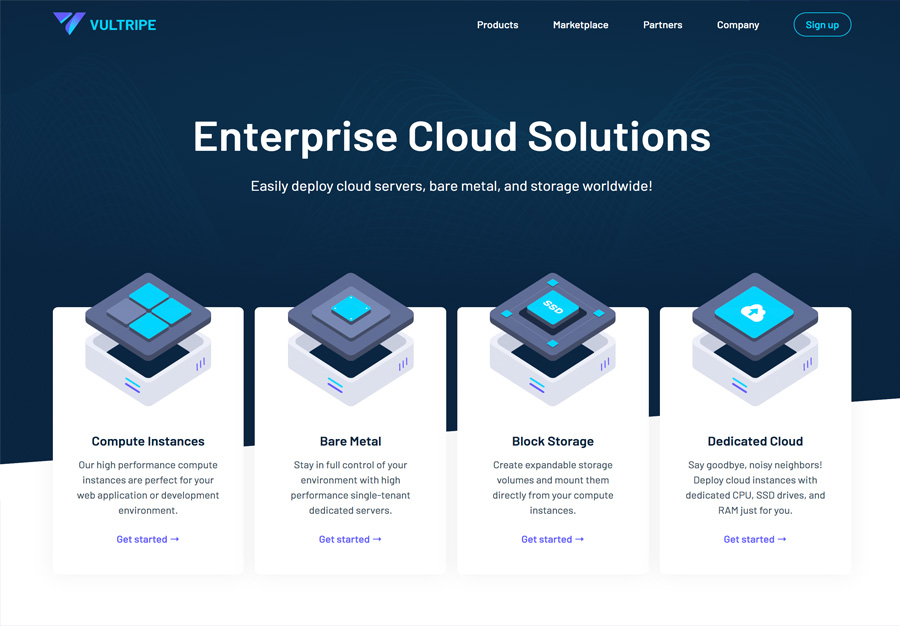 VULTRIPE
Products Marketplace Partners Company Sign up
Enterprise Cloud Solutions
Easily deploy cloud servers, bare metal, and storage worldwide!
SSD
Compute Instances
Our high performance compute
instances are perfect for your
web application or development
environment.
Get started →
Bare Metal
Stay in full control of your
environment with high
performance single-tenant
dedicated servers.
Get started →
Block Storage
Create expandable storage
volumes and mount them
directly from your compute
instances.
Get started →
Dedicated Cloud
Say goodbye, noisy neighbors!
Deploy cloud instances with
dedicated CPU, SSD drives, and
RAM just for you.
Get started →